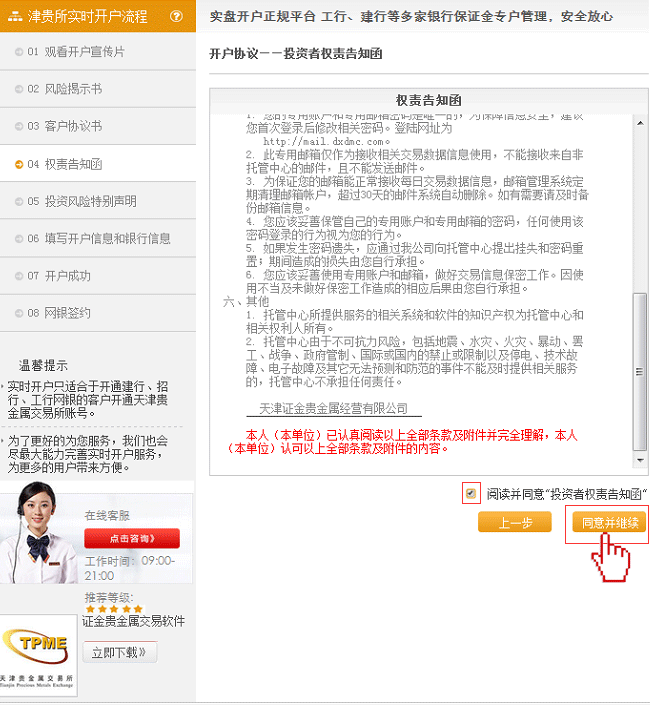 津贵所实时开户流程
01 观看开户宣传片
02 风险揭示书
03 客户协议书
04 权责告知函
05 投资风险特别声明
06 填写开户信息和银行信息
07 开户成功
08 网银签约
温馨提示
实时开户只适合于开通建行、招
行、工行网银的客户开通天津贵
金属交易所账号。
为了更好的为您服务，我们也会
尽最大能力完善实时开户服务，
为更多的用户带来方便。
在线客服
点击咨询》
工作时间：09:00-
21:00
推荐等级：
证金贵金属交易软件
立即下载》
TPME
天津贵金属交易所
Tianjin Precious Metals Exchange
实盘开户正规平台 工行、建行等多家银行保证金专户管理，安全放心
开户协议－－投资者权责告知函
权责告知函
1. 您的专用账户和专用邮箱密码是唯一的，为保障信息安全，建议
您首次登录后修改相关密码。登陆网址为
http://mail.dxdmc.com。
2. 此专用邮箱仅作为接收相关交易数据信息使用，不能接收来自非
托管中心的邮件，且不能发送邮件。
3. 为保证您的邮箱能正常接收每日交易数据信息，邮箱管理系统定
期清理邮箱帐户，超过30天的邮件系统自动删除。如有需要请及时备
份邮箱信息。
4. 您应该妥善保管自己的专用账户和专用邮箱的密码，任何使用该
密码登录的行为视为您的行为。
5. 如果发生密码遗失，应通过我公司向托管中心提出挂失和密码重
置；期间造成的损失由您自行承担。
6. 您应该妥善使用专用账户和邮箱，做好交易信息保密工作。因使
用不当及未做好保密工作造成的相应后果由您自行承担。
六、其他
1. 托管中心所提供服务的相关系统和软件的知识产权为托管中心和
相关权利人所有。
2. 托管中心由于不可抗力风险，包括地震、水灾、火灾、暴动、罢
工、战争、政府管制、国际或国内的禁止或限制以及停电、技术故
障、电子故障及其它无法预测和防范的事件不能及时提供相关服务
的，托管中心不承担任何责任。
天津证金贵金属经营有限公司
本人（本单位）已认真阅读以上全部条款及附件并完全理解，本人
（本单位）认可以上全部条款及附件的内容。
阅读并同意“投资者权责告知函”
上一步
同意并继续